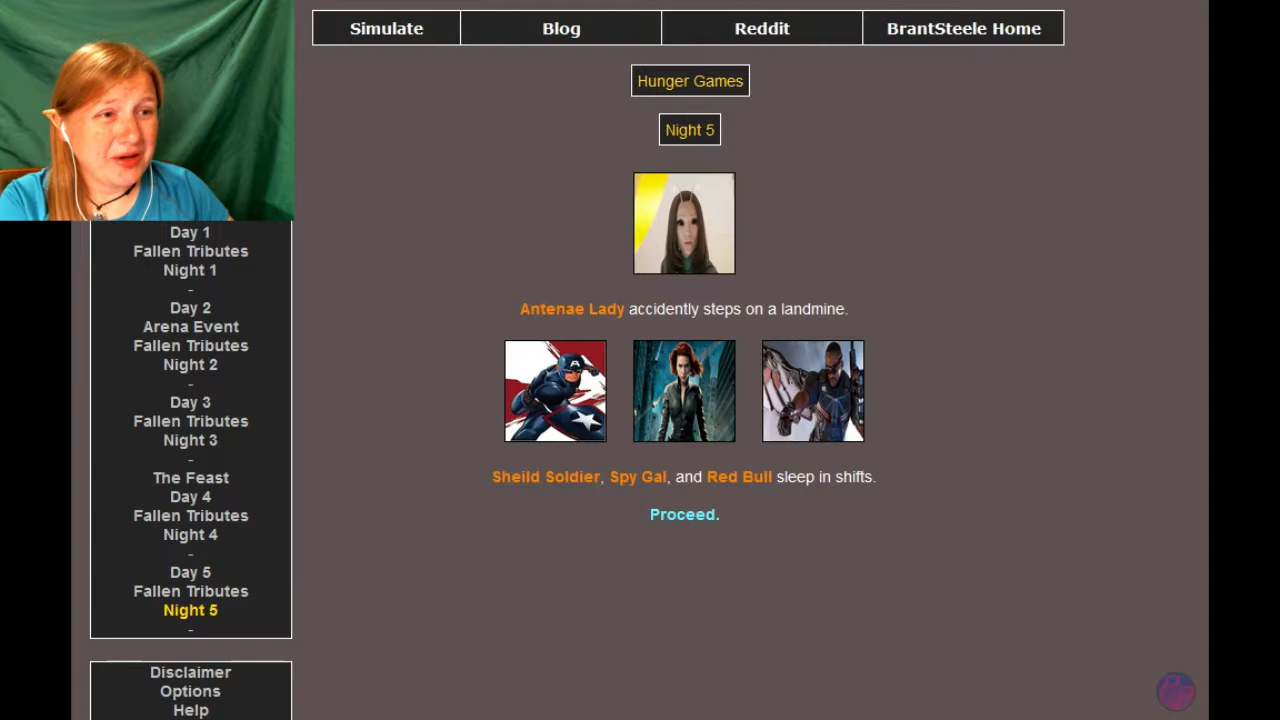 Simulate
Blog
Reddit
BrantSteele Home
Hunger Games
Night 5
Antenae Lady accidently steps on a landmine.
Sheild Soldier, Spy Gal, and Red Bull sleep in shifts.
Proceed.
Day 1
Fallen Tributes
Night 1
-
Day 2
Arena Event
Fallen Tributes
Night 2
-
Day 3
Fallen Tributes
Night 3
-
The Feast
Day 4
Fallen Tributes
Night 4
-
Day 5
Fallen Tributes
Night 5
-
Disclaimer
Options
Help